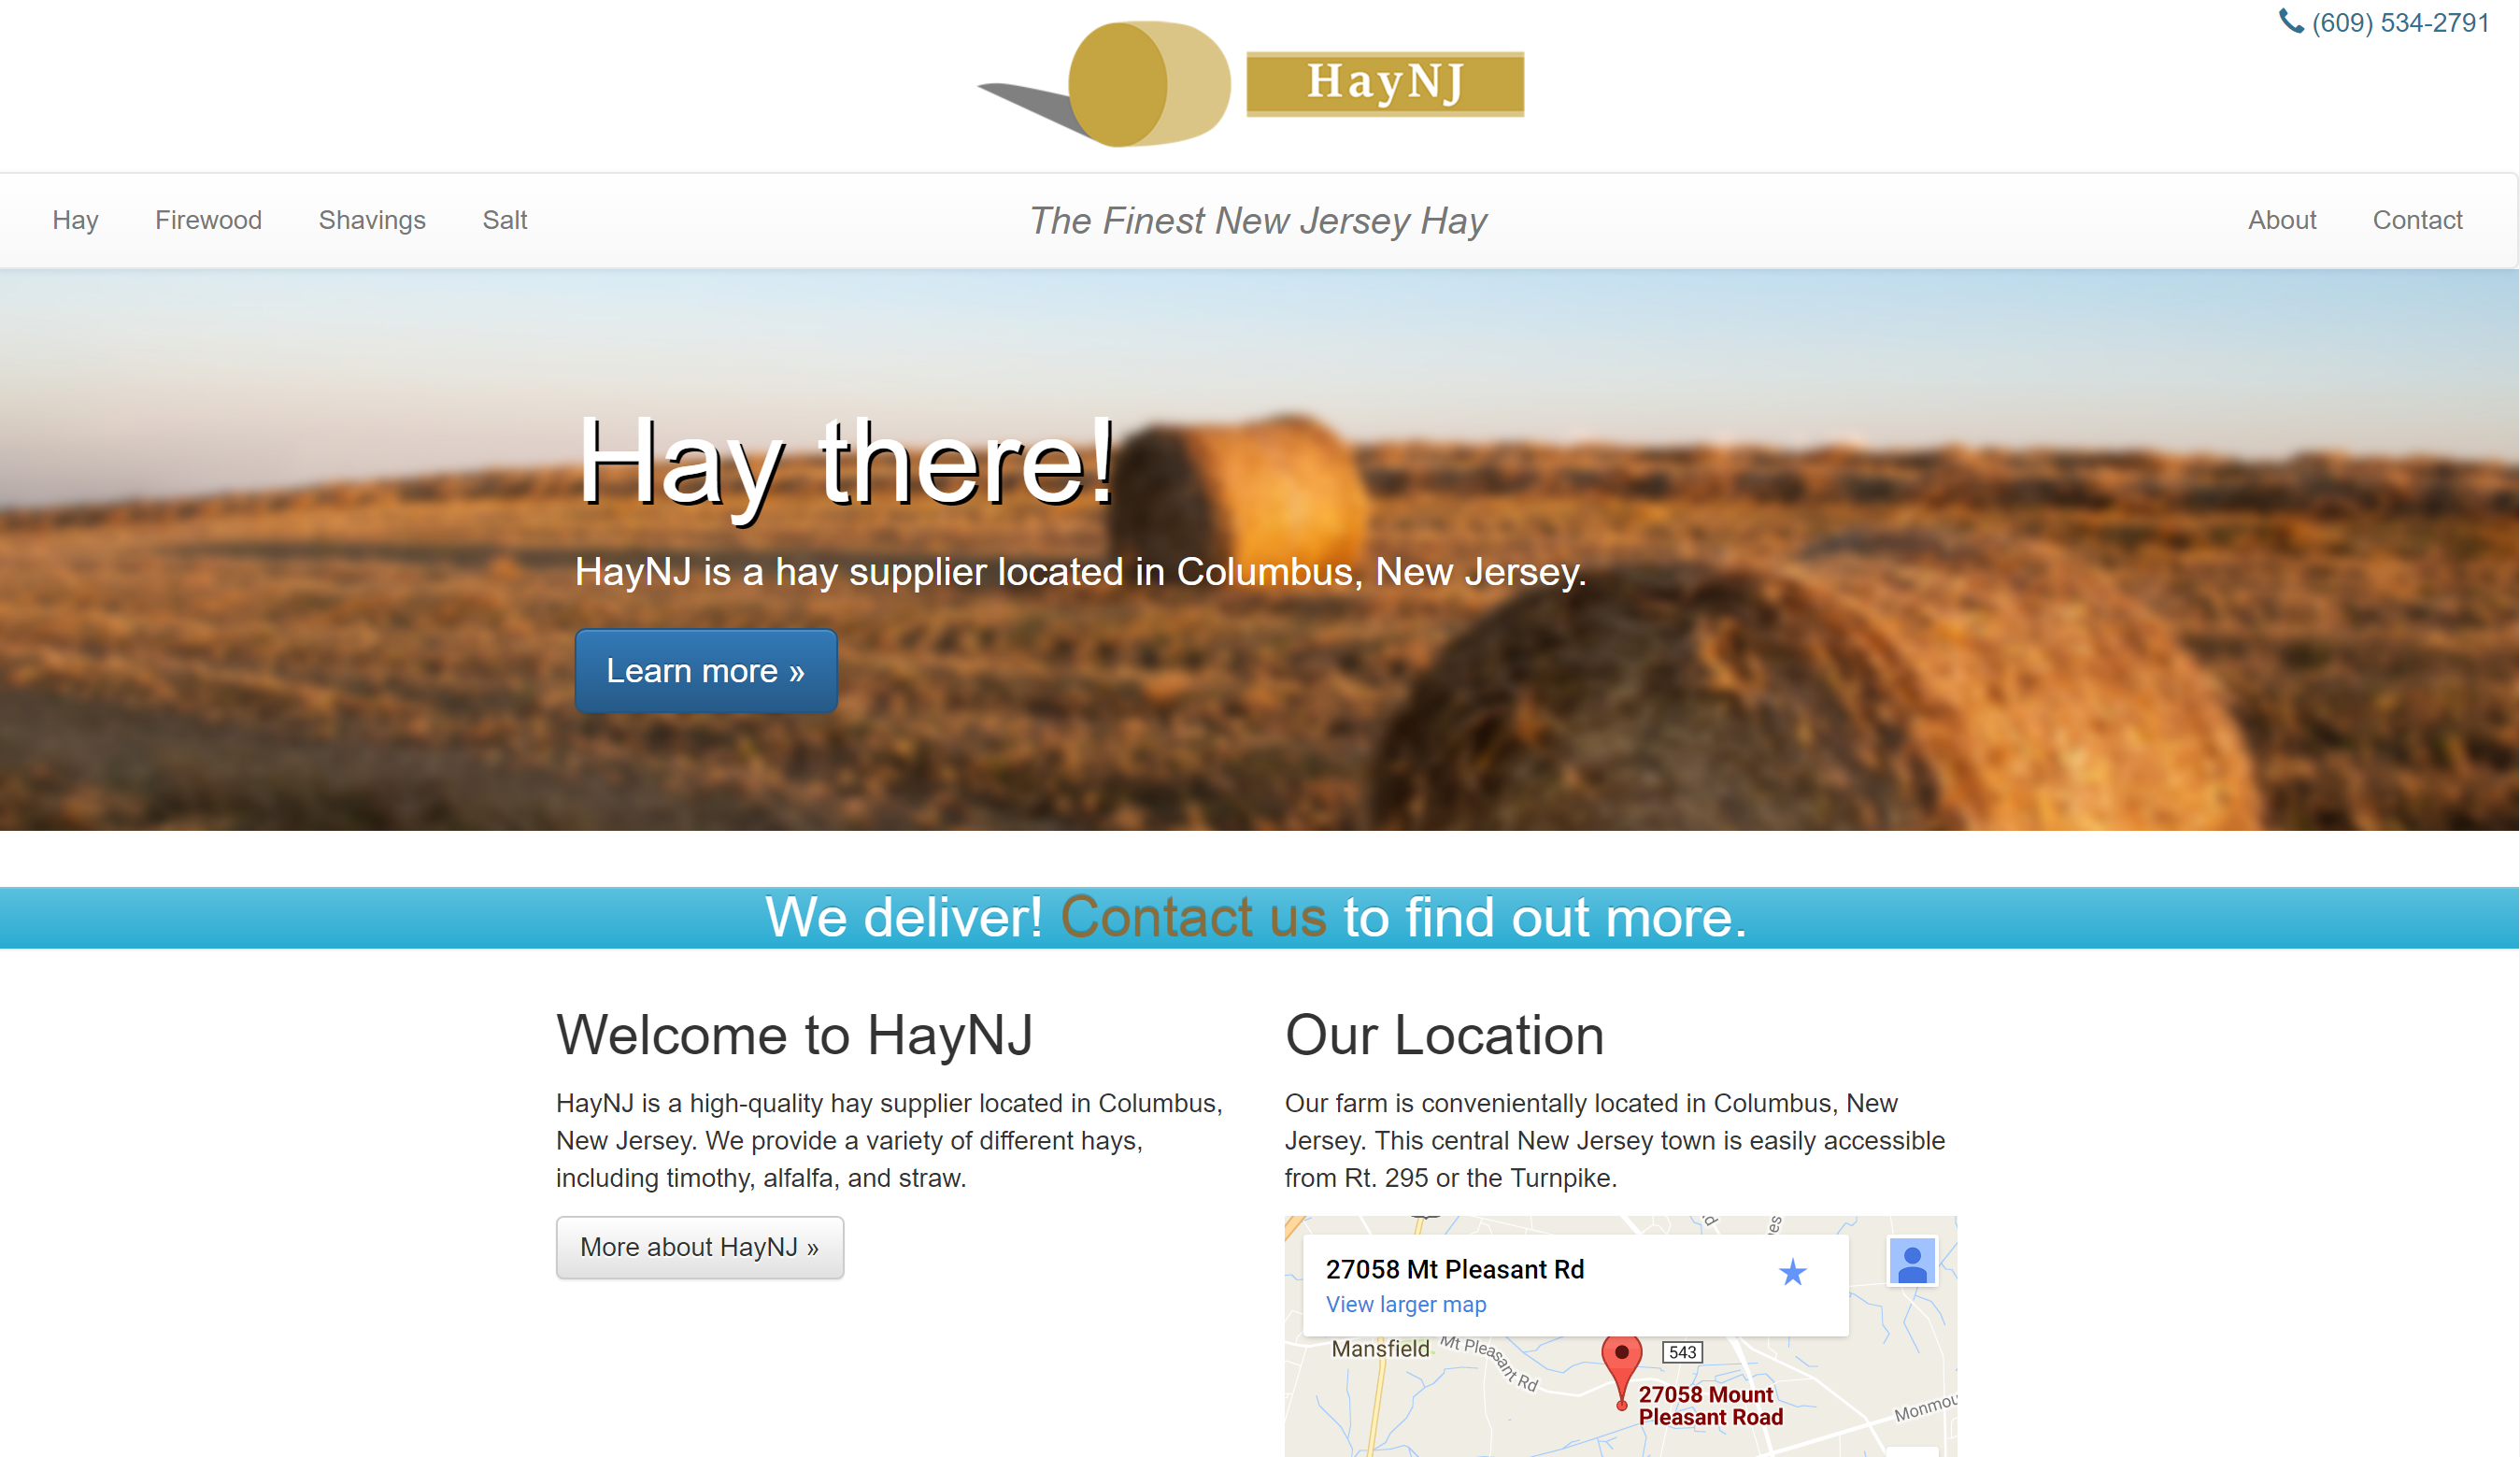 (609) 534-2791
HayNJ
Hay
Firewood
Shavings
Salt
The Finest New Jersey Hay
About
Contact
Hay there!
HayNJ is a hay supplier located in Columbus, New Jersey.
Learn more »
We deliver! Contact us to find out more.
Welcome to HayNJ
HayNJ is a high-quality hay supplier located in Columbus,
New Jersey. We provide a variety of different hays,
including timothy, alfalfa, and straw.
More about HayNJ »
Our Location
Our farm is convenientally located in Columbus, New
Jersey. This central New Jersey town is easily accessible
from Rt. 295 or the Turnpike.
27058 Mt Pleasant Rd
View larger map
Mansfield
Mt Pleasant Rd
543
27058 Mount
Pleasant Road